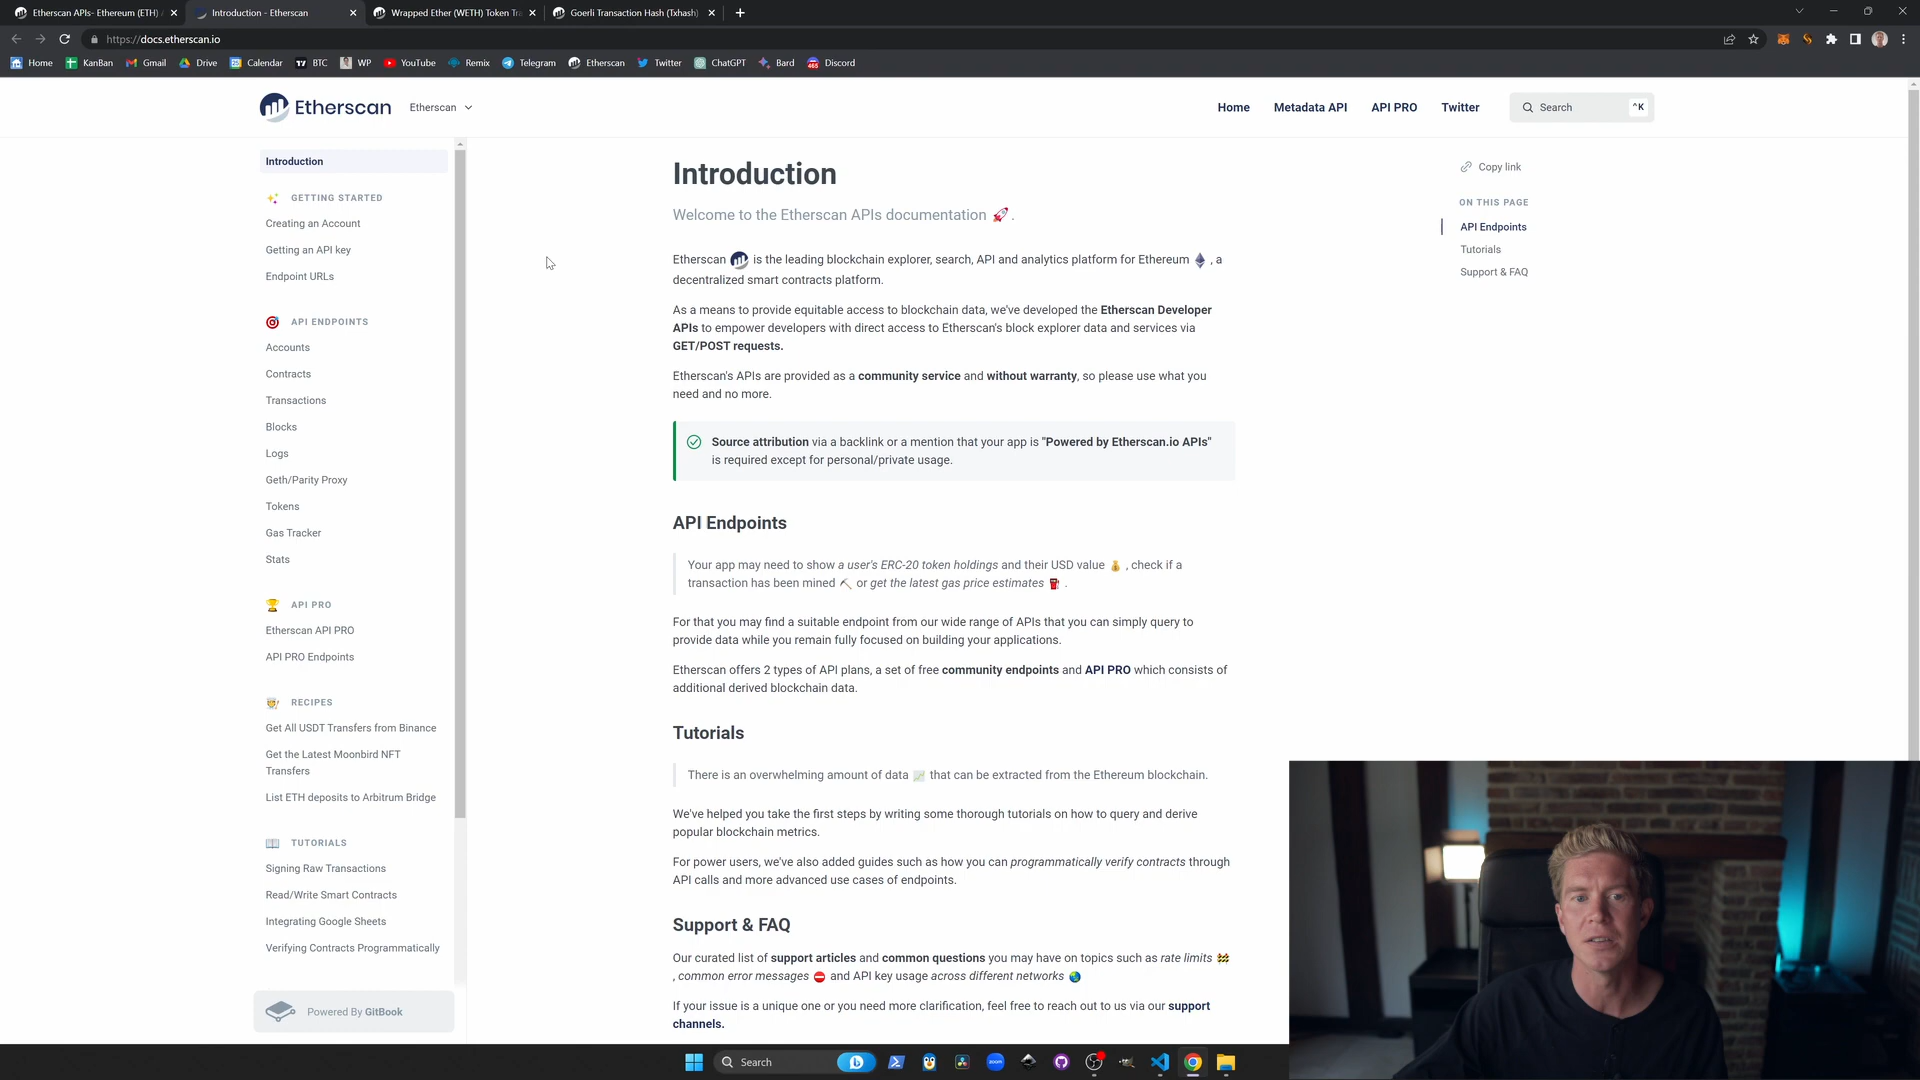 Etherscan APIs- Ethereum (ETH)
Introduction - Etherscan
Wrapped Ether (WETH) Token Tr
Goerli Transaction Hash (Txhash)
https://docs.etherscan.io
Home
KanBan
Gmail
Drive
Calendar
BTC
WP
YouTube
Remix
Telegram
Etherscan
Twitter
ChatGPT
Bard
Discord
Etherscan
Etherscan
Home
Metadata API
API PRO
Twitter
Search
^K
Introduction
GETTING STARTED
Creating an Account
Getting an API key
Endpoint URLs
API ENDPOINTS
Accounts
Contracts
Transactions
Blocks
Logs
Geth/Parity Proxy
Tokens
Gas Tracker
Stats
API PRO
Etherscan API PRO
API PRO Endpoints
RECIPES
Get All USDT Transfers from Binance
Get the Latest Moonbird NFT
Transfers
List ETH deposits to Arbitrum Bridge
TUTORIALS
Signing Raw Transactions
Read/Write Smart Contracts
Integrating Google Sheets
Verifying Contracts Programmatically
Powered By GitBook
Introduction
Welcome to the Etherscan APIs documentation 🚀.
Etherscan is the leading blockchain explorer, search, API and analytics platform for Ethereum , a
decentralized smart contracts platform.
As a means to provide equitable access to blockchain data, we've developed the Etherscan Developer
APIs to empower developers with direct access to Etherscan's block explorer data and services via
GET/POST requests.
Etherscan's APIs are provided as a community service and without warranty, so please use what you
need and no more.
Source attribution via a backlink or a mention that your app is "Powered by Etherscan.io APIs"
is required except for personal/private usage.
API Endpoints
Your app may need to show a user's ERC-20 token holdings and their USD value 💰 , check if a
transaction has been mined ⛏ or get the latest gas price estimates ⛽ .
For that you may find a suitable endpoint from our wide range of APIs that you can simply query to
provide data while you remain fully focused on building your applications.
Etherscan offers 2 types of API plans, a set of free community endpoints and API PRO which consists of
additional derived blockchain data.
Tutorials
There is an overwhelming amount of data 💹 that can be extracted from the Ethereum blockchain.
We've helped you take the first steps by writing some thorough tutorials on how to query and derive
popular blockchain metrics.
For power users, we've also added guides such as how you can programmatically verify contracts through
API calls and more advanced use cases of endpoints.
Support & FAQ
Our curated list of support articles and common questions you may have on topics such as rate limits 🚧
, common error messages ⛔ and API key usage across different networks 🌏
If your issue is a unique one or you need more clarification, feel free to reach out to us via our support
channels.
Copy link
ON THIS PAGE
API Endpoints
Tutorials
Support & FAQ
Search
zoom